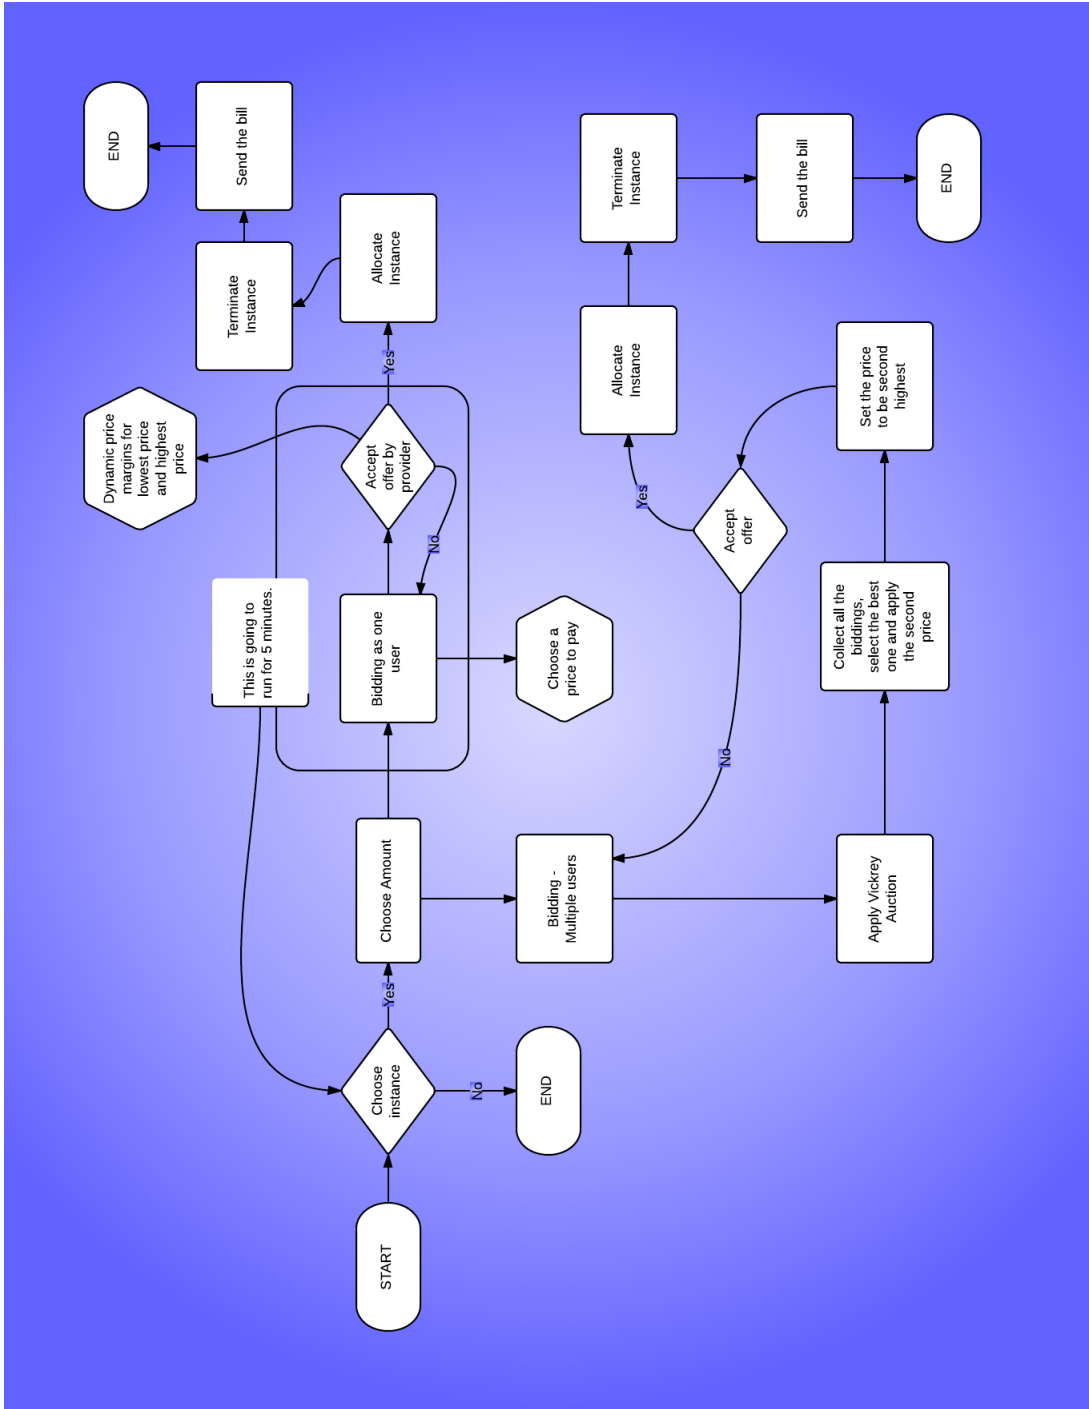 START
Choose
instance
Yes
No
END
Choose Amount
Bidding as one
user
This is going to
run for 5 minutes.
Choose a
price to pay
Accept
offer by
provider
No
Yes
Dynamic price
margins for
lowest price
and highest
price
Allocate
Instance
Terminate
Instance
Send the bill
END
Bidding -
Multiple users
Apply Vickrey
Auction
Collect all the
biddings,
select the best
one and apply
the second
price
Set the price
to be second
highest
Accept
offer
No
Yes
Allocate
Instance
Terminate
Instance
Send the bill
END